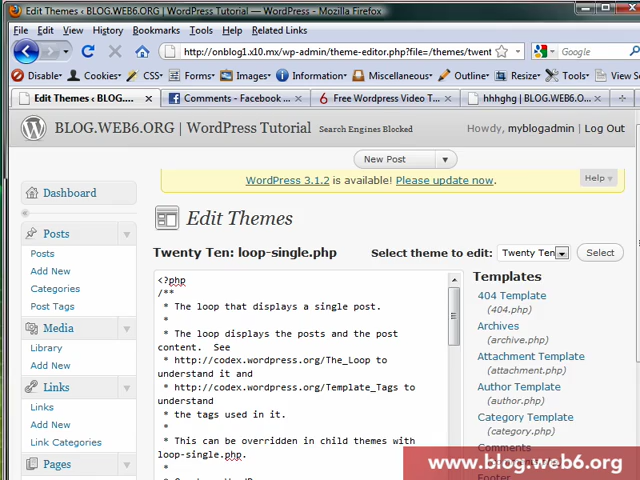 Edit Themes ‹ BLOG.WEB6.ORG | WordPress Tutorial — WordPress - Mozilla Firefox
File Edit View History Bookmarks Tools Help Related Links
http://onblog1.x10.mx/wp-admin/theme-editor.php?file=/themes/twent
Google
Disable Cookies CSS Forms Images Information Miscellaneous Outline Resize Tools View Sou
Edit Themes ‹ BLOG.... Comments - Facebook ... Free Wordpress Video T... hhhghg | BLOG.WEB6.O...
BLOG.WEB6.ORG | WordPress Tutorial Search Engines Blocked Howdy, myblogadmin | Log Out
New Post
WordPress 3.1.2 is available! Please update now. Help
Dashboard
Posts
Posts
Add New
Categories
Post Tags
Media
Library
Add New
Links
Links
Add New
Link Categories
Pages
Edit Themes
Twenty Ten: loop-single.php Select theme to edit: Twenty Ten Select
<?php
/**
* The loop that displays a single post.
*
* The loop displays the posts and the post
content. See
* http://codex.wordpress.org/The_Loop to
understand it and
* http://codex.wordpress.org/Template_Tags to
understand
* the tags used in it.
*
* This can be overridden in child themes with
loop-single.php.
*
Templates
404 Template
(404.php)
Archives
(archive.php)
Attachment Template
(attachment.php)
Author Template
(author.php)
Category Template
(category.php)
Comments
www.blog.web6.org